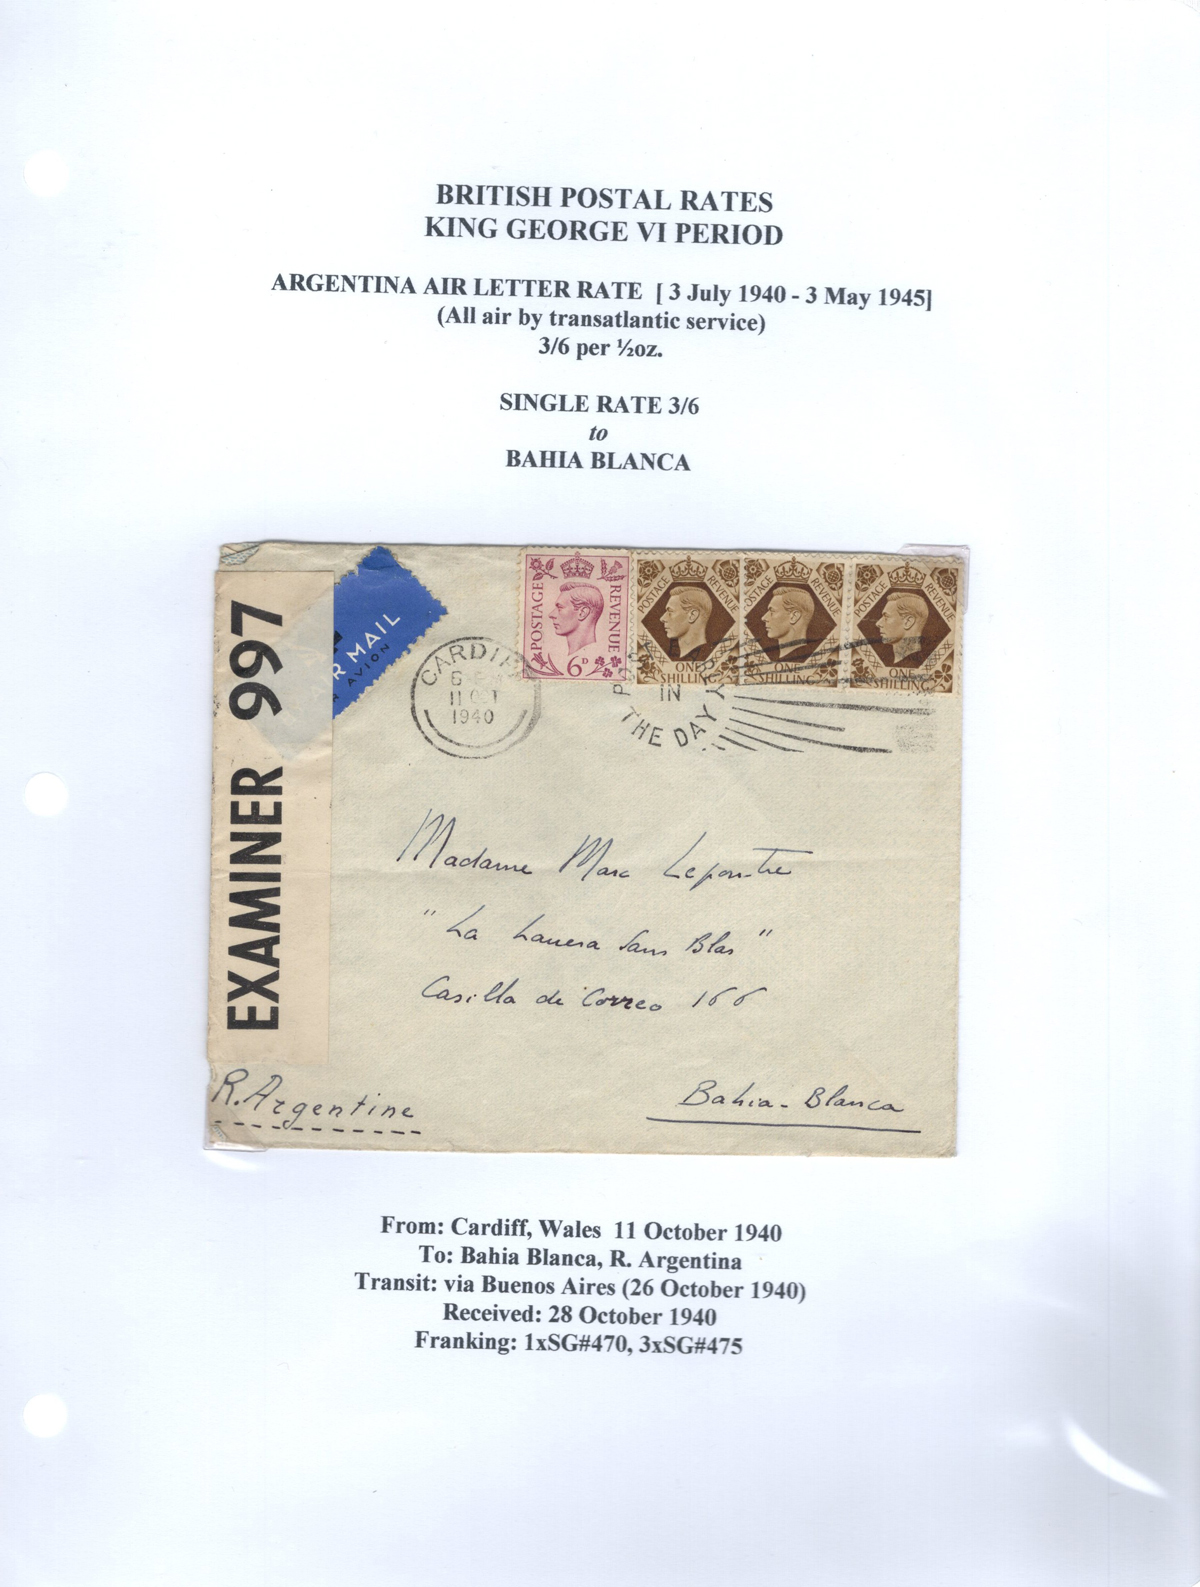 BRITISH POSTAL RATES
KING GEORGE VI PERIOD
ARGENTINA AIR LETTER RATE [ 3 July 1940 - 3 May 1945]
(All air by transatlantic service)
3/6 per ½oz.
SINGLE RATE 3/6
to
BAHIA BLANCA
EXAMINER 997
R MAIL
AVION
POSTAGE REVENUE
6D
POSTAGE REVENUE
ONE SHILLING
POSTAGE REVENUE
ONE SHILLING
POSTAGE REVENUE
ONE SHILLING
CARDIF
11 OCT
1940
IN
THE DAY
Madame Marc Lepoutre
"La Lanera San Blas"
Casilla de Correo 166
R. Argentine
Bahia-Blanca
From: Cardiff, Wales 11 October 1940
To: Bahia Blanca, R. Argentina
Transit: via Buenos Aires (26 October 1940)
Received: 28 October 1940
Franking: 1xSG#470, 3xSG#475